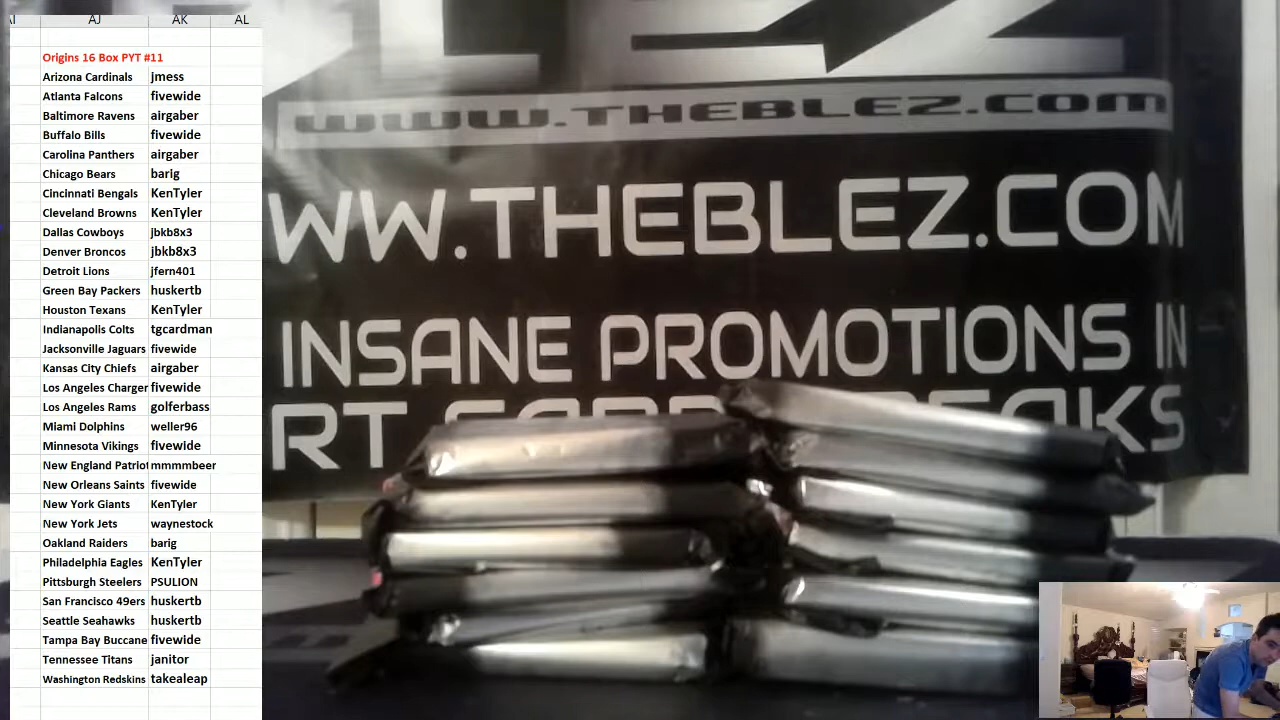 AJ AK AL
Origins 16 Box PYT #11
Arizona Cardinals jmess
Atlanta Falcons fivewide
Baltimore Ravens airgaber
Buffalo Bills fivewide
Carolina Panthers airgaber
Chicago Bears barig
Cincinnati Bengals KenTyler
Cleveland Browns KenTyler
Dallas Cowboys jbkb8x3
Denver Broncos jbkb8x3
Detroit Lions jfern401
Green Bay Packers huskertb
Houston Texans KenTyler
Indianapolis Colts tgcardman
Jacksonville Jaguars fivewide
Kansas City Chiefs airgaber
Los Angeles Charger fivewide
Los Angeles Rams golferbass
Miami Dolphins weller96
Minnesota Vikings fivewide
New England Patriot mmmmbeer
New Orleans Saints fivewide
New York Giants KenTyler
New York Jets waynestock
Oakland Raiders barig
Philadelphia Eagles KenTyler
Pittsburgh Steelers PSULION
San Francisco 49ers huskertb
Seattle Seahawks huskertb
Tampa Bay Buccane fivewide
Tennessee Titans janitor
Washington Redskins takealeap
LEZ
WWW.THEBLEZ.COM
WW.THEBLEZ.COM
INSANE PROMOTIONS IN
RT